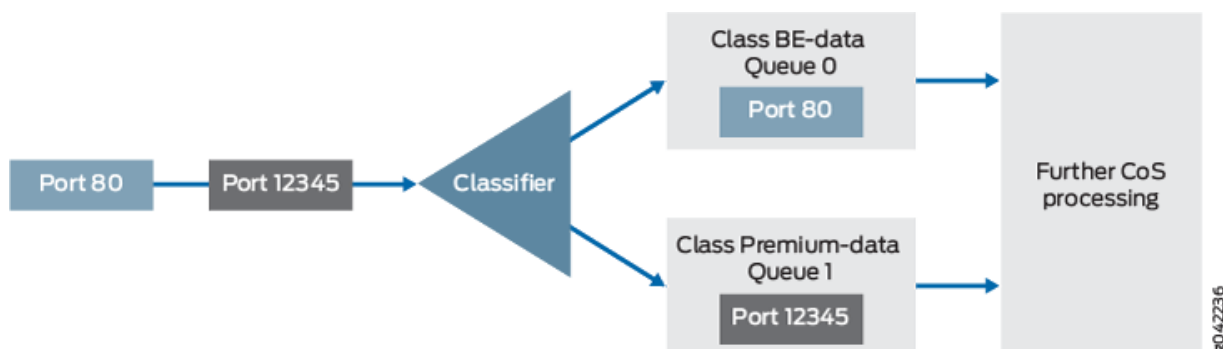 Port 80
Port 12345
Classifier
Class BE-data
Queue 0
Port 80
Class Premium-data
Queue 1
Port 12345
Further CoS
processing
g042236